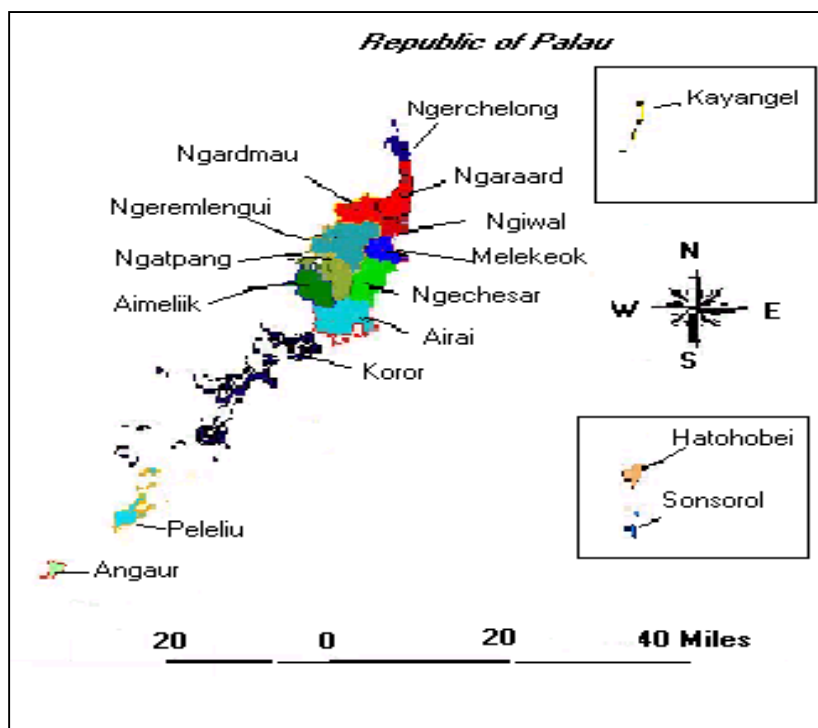 Republic of Palau
Kayangel
Ngerchelong
Ngardmau
Ngaraard
Ngeremlengui
Ngiwal
Ngatpang
Melekeok
Aimeliik
Ngechesar
Airai
Koror
N
W E
S
Hatohobei
Sonsorol
Peleliu
Angaur
20 0 20 40 Miles